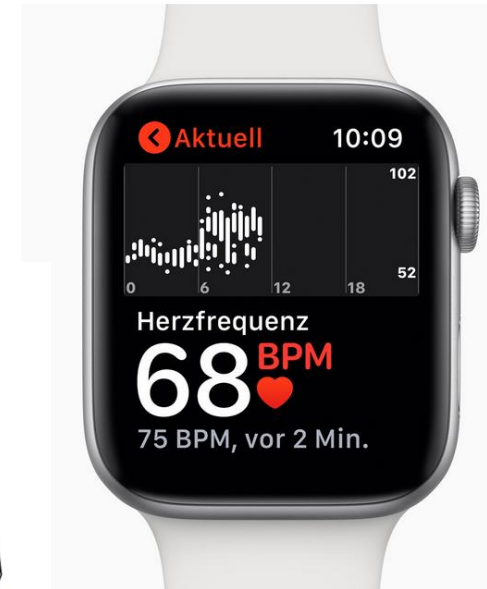 Aktuell 10:09
102
52
0 6 12 18
Herzfrequenz
68 BPM
75 BPM, vor 2 Min.